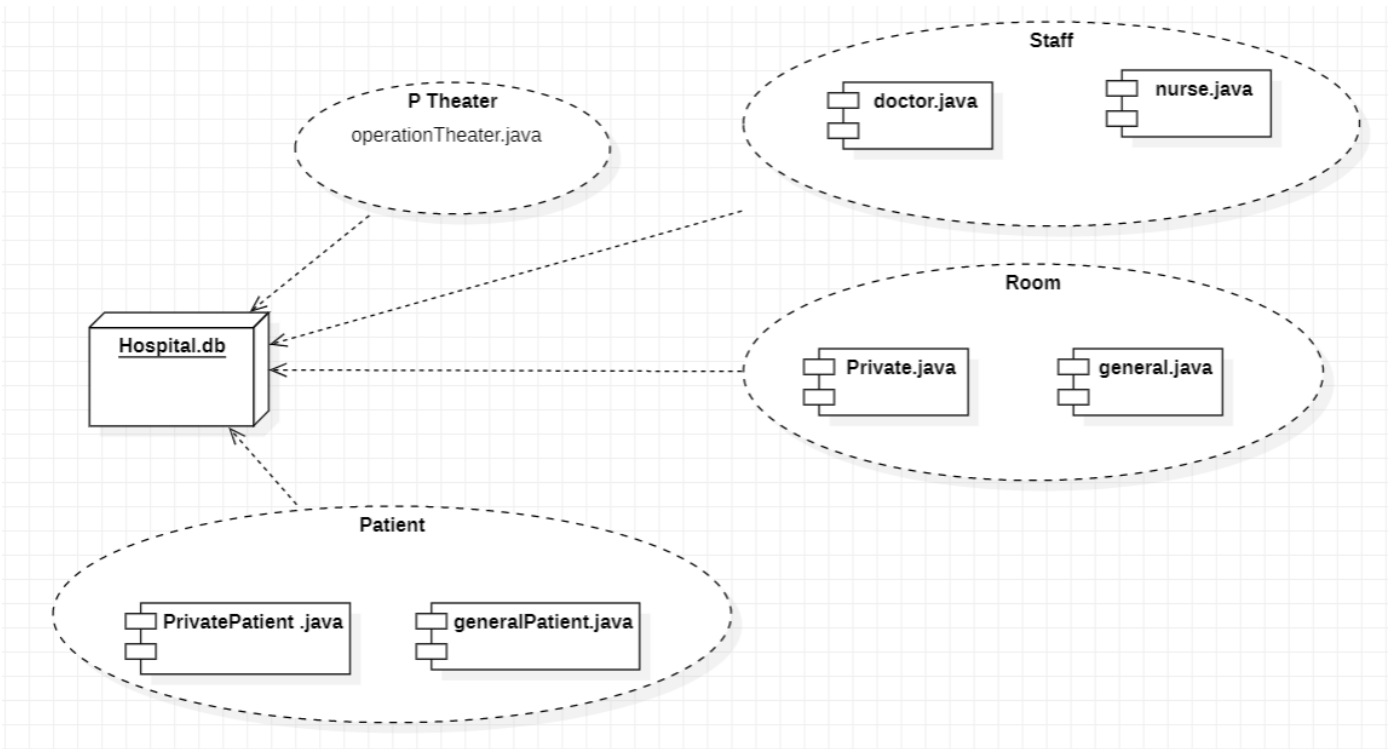 Staff
doctor.java
nurse.java
P Theater
operationTheater.java
Room
Hospital.db
Private.java
general.java
Patient
PrivatePatient .java
generalPatient.java